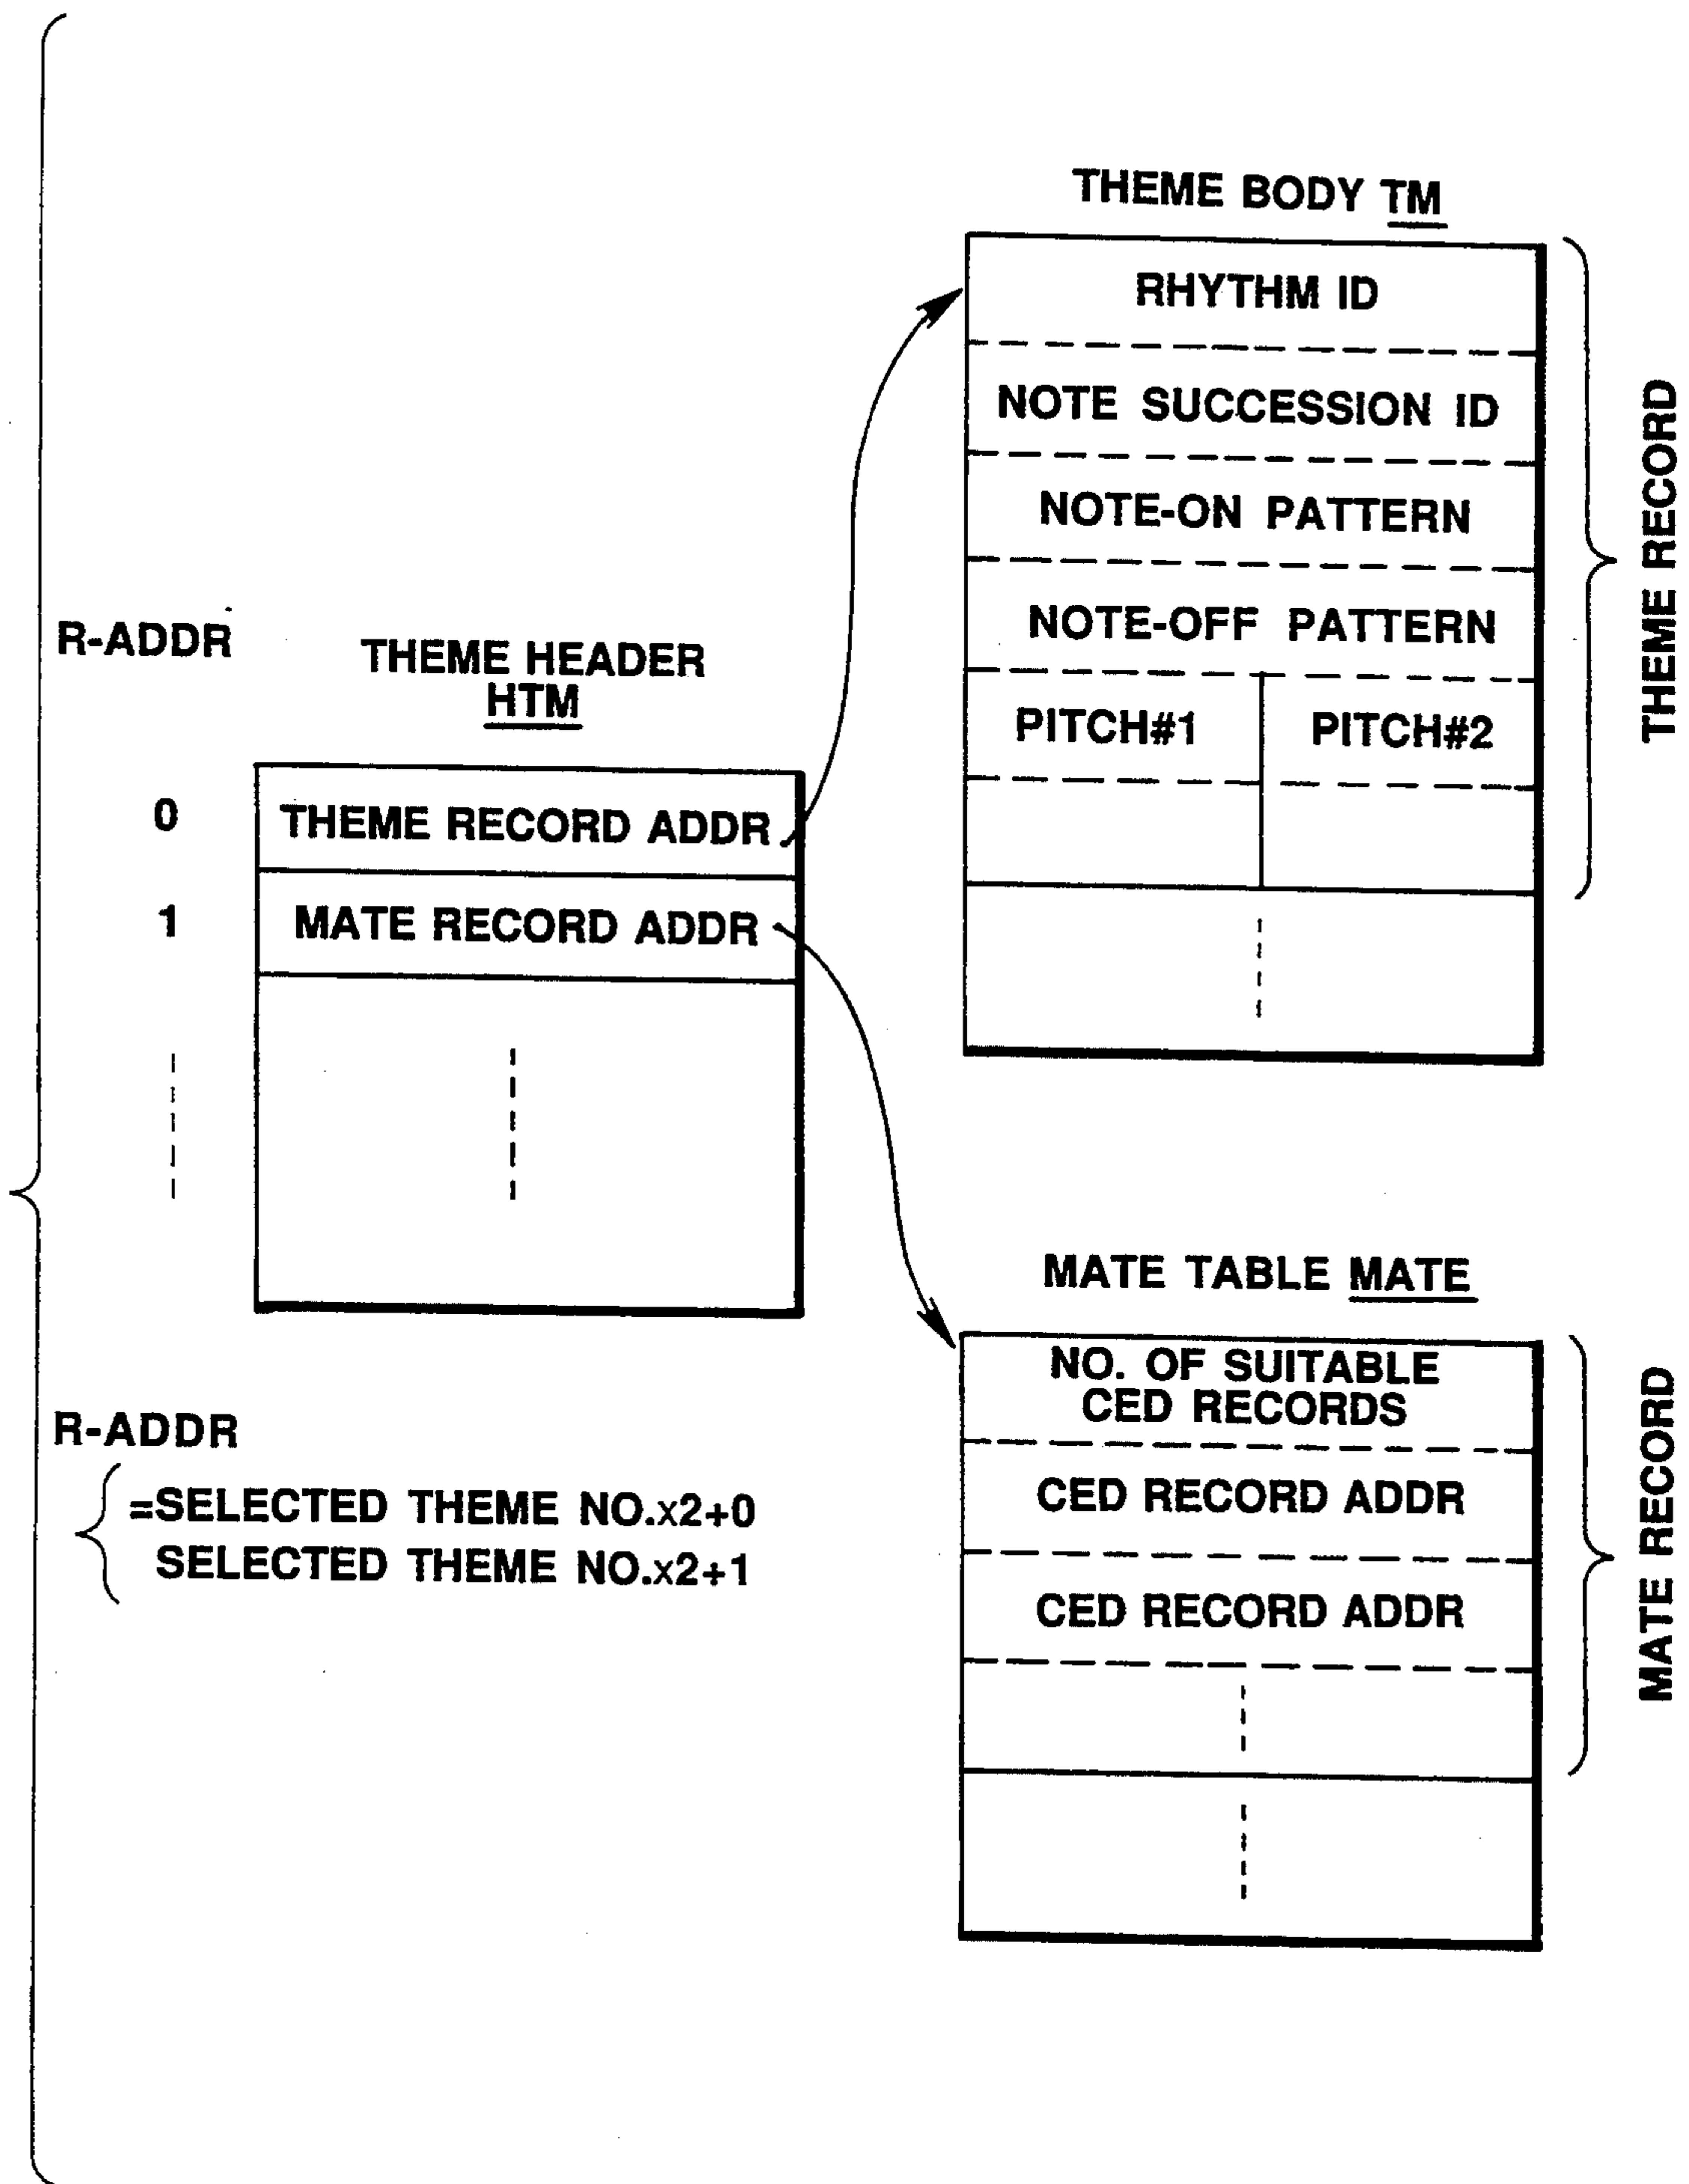 THEME BODY TM
RHYTHM ID
NOTE SUCCESSION ID
NOTE-ON PATTERN
NOTE-OFF PATTERN
PITCH#1 PITCH#2
THEME RECORD
R-ADDR
THEME HEADER
HTM
0 THEME RECORD ADDR
1 MATE RECORD ADDR
MATE TABLE MATE
NO. OF SUITABLE
CED RECORDS
CED RECORD ADDR
CED RECORD ADDR
MATE RECORD
R-ADDR
=SELECTED THEME NO.x2+0
SELECTED THEME NO.x2+1